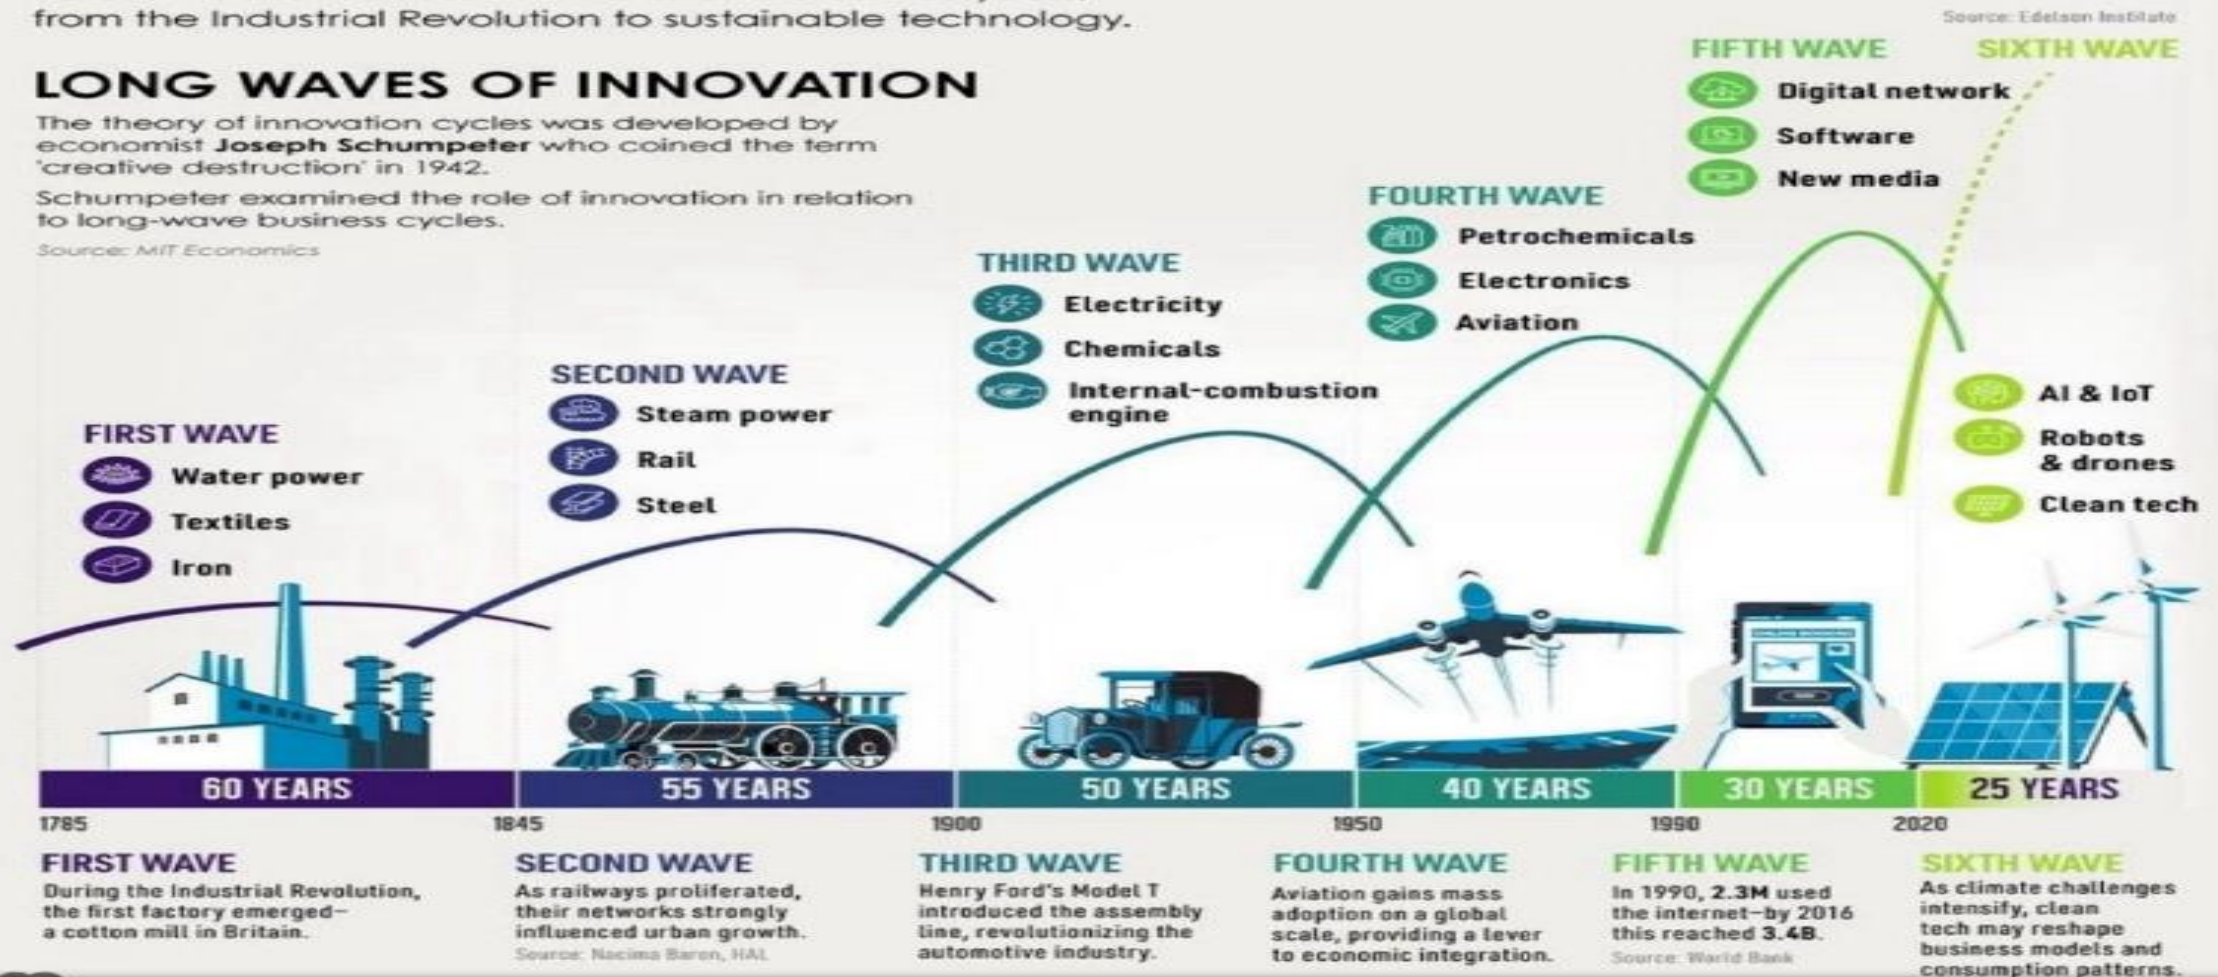 from the Industrial Revolution to sustainable technology.
Source: Edelson Institute
LONG WAVES OF INNOVATION
The theory of innovation cycles was developed by
economist Joseph Schumpeter who coined the term
'creative destruction' in 1942.
Schumpeter examined the role of innovation in relation
to long-wave business cycles.
Source: MIT Economics
FIRST WAVE
Water power
Textiles
Iron
SECOND WAVE
Steam power
Rail
Steel
THIRD WAVE
Electricity
Chemicals
Internal-combustion
engine
FOURTH WAVE
Petrochemicals
Electronics
Aviation
FIFTH WAVE
Digital network
Software
New media
SIXTH WAVE
AI & IoT
Robots
& drones
Clean tech
60 YEARS
55 YEARS
50 YEARS
40 YEARS
30 YEARS
25 YEARS
1785
1845
1900
1950
1990
2020
FIRST WAVE
During the Industrial Revolution,
the first factory emerged—
a cotton mill in Britain.
SECOND WAVE
As railways proliferated,
their networks strongly
influenced urban growth.
Source: Nacima Baron, HAL
THIRD WAVE
Henry Ford's Model T
introduced the assembly
line, revolutionizing the
automotive industry.
FOURTH WAVE
Aviation gains mass
adoption on a global
scale, providing a lever
to economic integration.
FIFTH WAVE
In 1990, 2.3M used
the internet—by 2016
this reached 3.4B.
Source: World Bank
SIXTH WAVE
As climate challenges
intensify, clean
tech may reshape
business models and
consumption patterns.